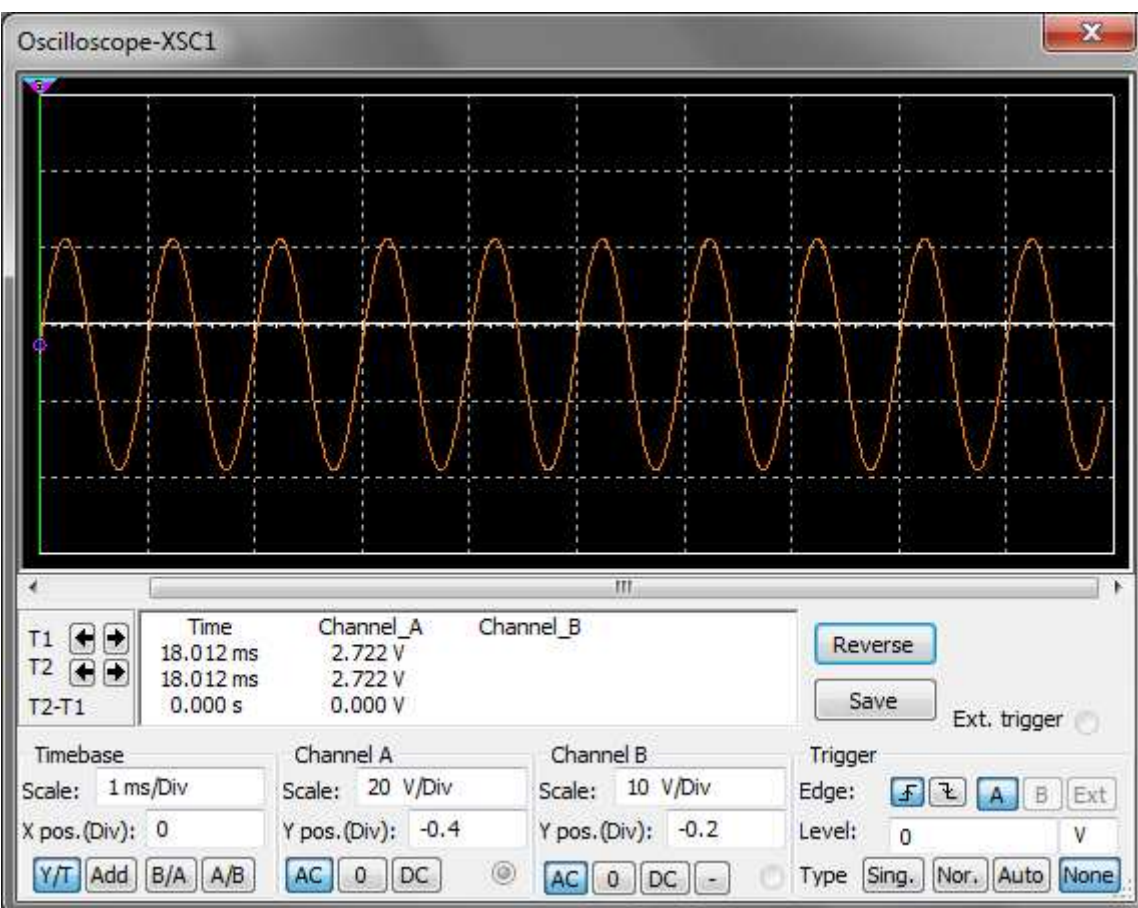 Oscilloscope-XSC1
Time Channel_A Channel_B
T1 18.012 ms 2.722 V
T2 18.012 ms 2.722 V
T2-T1 0.000 s 0.000 V
Reverse
Save
Ext. trigger
Timebase
Scale: 1 ms/Div
X pos.(Div): 0
Y/T Add B/A A/B
Channel A
Scale: 20 V/Div
Y pos.(Div): -0.4
AC 0 DC
Channel B
Scale: 10 V/Div
Y pos.(Div): -0.2
AC 0 DC -
Trigger
Edge: A B Ext
Level: 0 V
Type Sing. Nor. Auto None